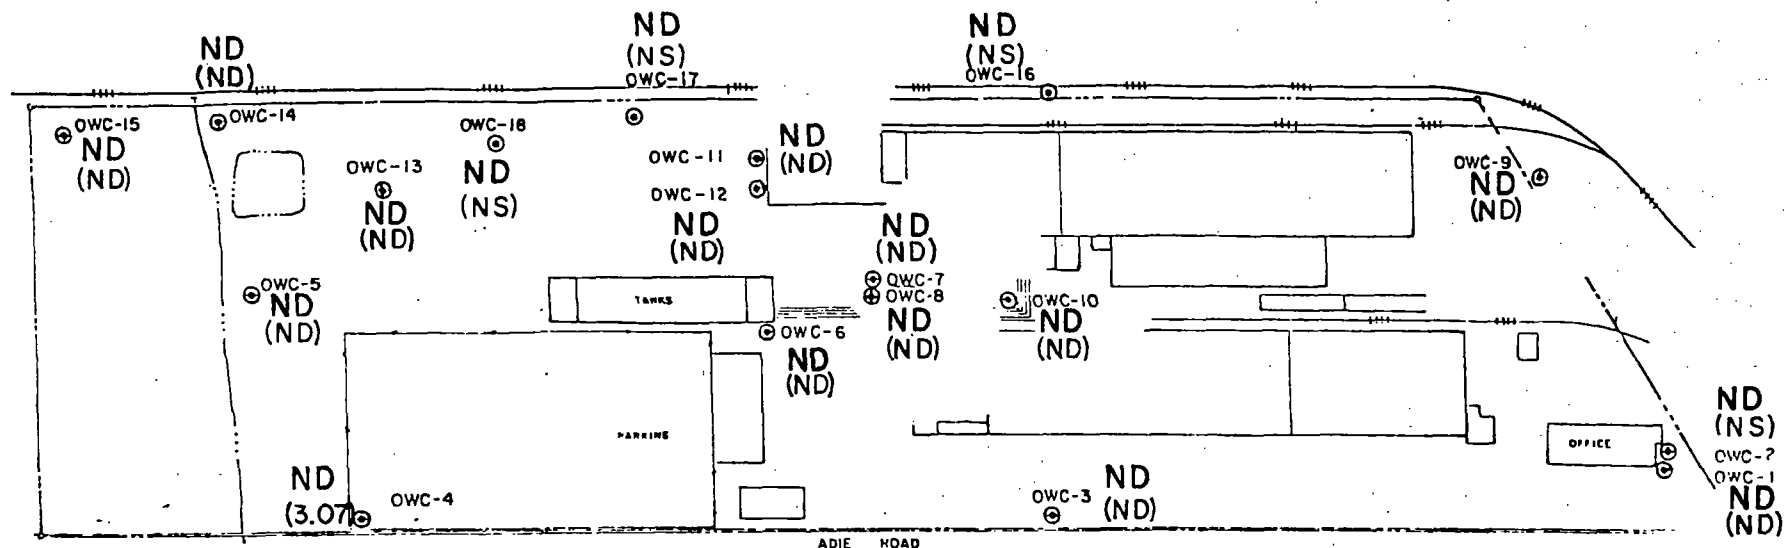 ND
(ND)
ND
(NS)
OWC-17
ND
(NS)
OWC-16
OWC-15
ND
(ND)
OWC-14
OWC-18
ND
(NS)
OWC-13
ND
(ND)
OWC-11
ND
(ND)
OWC-12
ND
(ND)
OWC-9
ND
(ND)
ND
(ND)
OWC-7
OWC-8
ND
(ND)
OWC-5
ND
(ND)
TANKS
OWC-6
ND
(ND)
OWC-10
ND
(ND)
PARKING
OFFICE
ND
(NS)
OWC-2
OWC-1
ND
(ND)
ND
(3.07)
OWC-4
OWC-3
ND
(ND)
ADIE ROAD